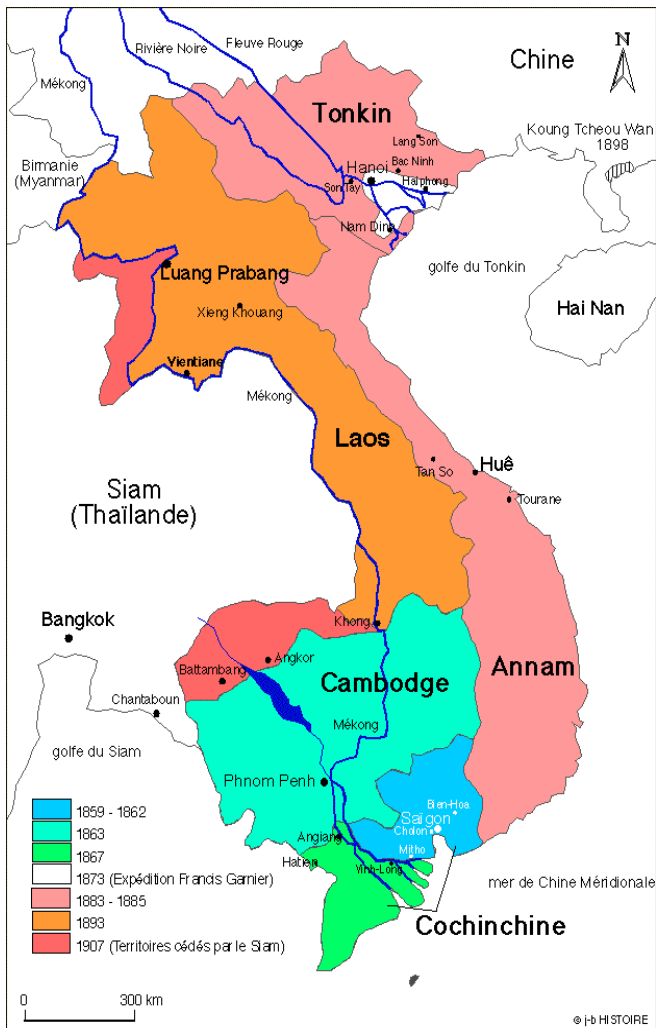 Fleuve Rouge
Rivière Noire
Chine
N
Mékong
Tonkin
Lang Son
Koung Tcheou Wan
1898
Birmanie
(Myanmar)
Bac Ninh
Hanoi
Son Tay
Haïphong
Nam Dinh
golfe du Tonkin
Luang Prabang
Hai Nan
Xieng Khouang
Vientiane
Mékong
Laos
Tan So
Huê
Tourane
Siam
(Thaïlande)
Bangkok
Khong
Angkor
Battambang
Annam
Cambodge
Chantaboun
Mékong
golfe du Siam
Phnom Penh
Bien-Hoa
Saïgon
Cholon
Angiang
Mitho
Hatien
Vinh-Long
mer de Chine Méridionale
Cochinchine
1859 - 1862
1863
1867
1873 (Expédition Francis Garnier)
1883 - 1885
1893
1907 (Territoires cédés par le Siam)
0 300 km
© j-b HISTOIRE